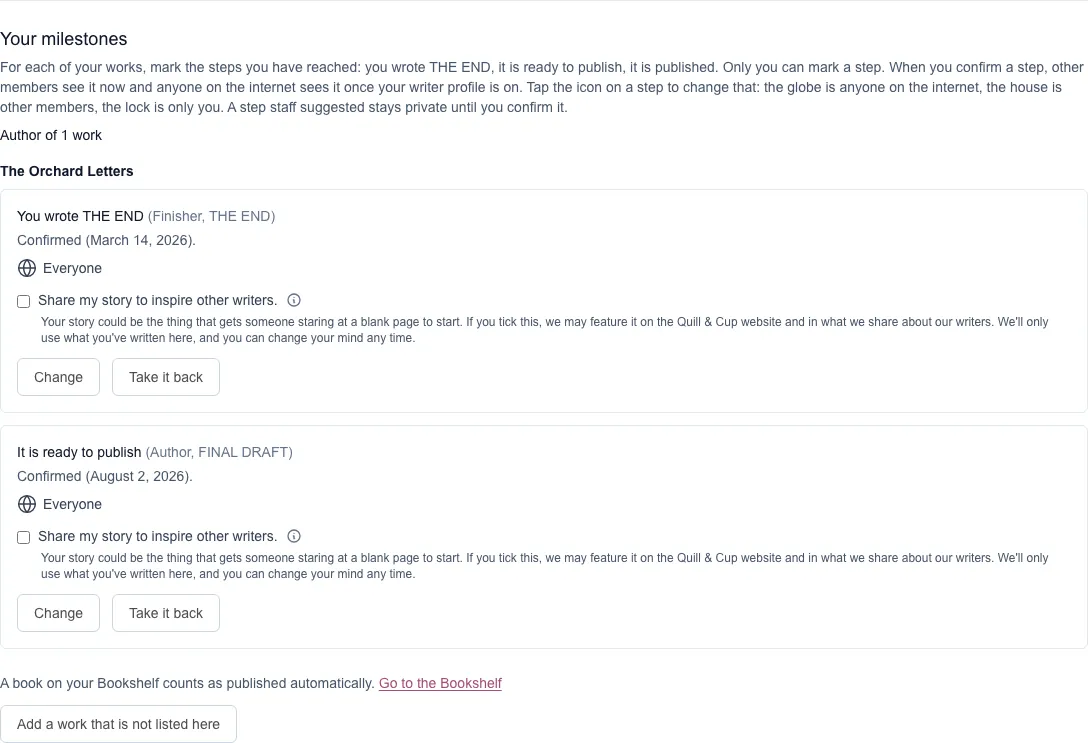 Your milestones
For each of your works, mark the steps you have reached: you wrote THE END, it is ready to publish, it is published. Only you can mark a step. When you confirm a step, other
members see it now and anyone on the internet sees it once your writer profile is on. Tap the icon on a step to change that: the globe is anyone on the internet, the house is
other members, the lock is only you. A step staff suggested stays private until you confirm it.
Author of 1 work
The Orchard Letters
You wrote THE END (Finisher, THE END)
Confirmed (March 14, 2026).
Everyone
Share my story to inspire other writers.
Your story could be the thing that gets someone staring at a blank page to start. If you tick this, we may feature it on the Quill & Cup website and in what we share about our writers. We'll only
use what you've written here, and you can change your mind any time.
Change Take it back
It is ready to publish (Author, FINAL DRAFT)
Confirmed (August 2, 2026).
Everyone
Share my story to inspire other writers.
Your story could be the thing that gets someone staring at a blank page to start. If you tick this, we may feature it on the Quill & Cup website and in what we share about our writers. We'll only
use what you've written here, and you can change your mind any time.
Change Take it back
A book on your Bookshelf counts as published automatically. Go to the Bookshelf
Add a work that is not listed here